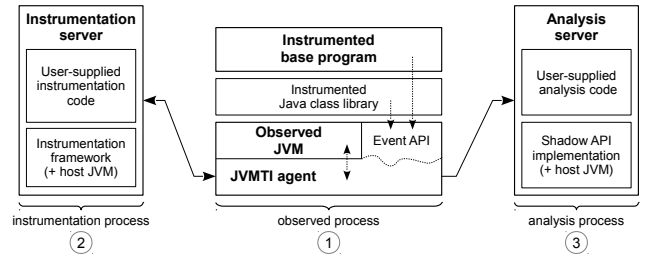 Instrumentation
server
User-supplied
instrumentation
code
Instrumentation
framework
(+ host JVM)
instrumentation process
2
Instrumented
base program
Instrumented
Java class library
Observed
JVM
Event API
JVMTI agent
observed process
1
Analysis
server
User-supplied
analysis code
Shadow API
implementation
(+ host JVM)
analysis process
3